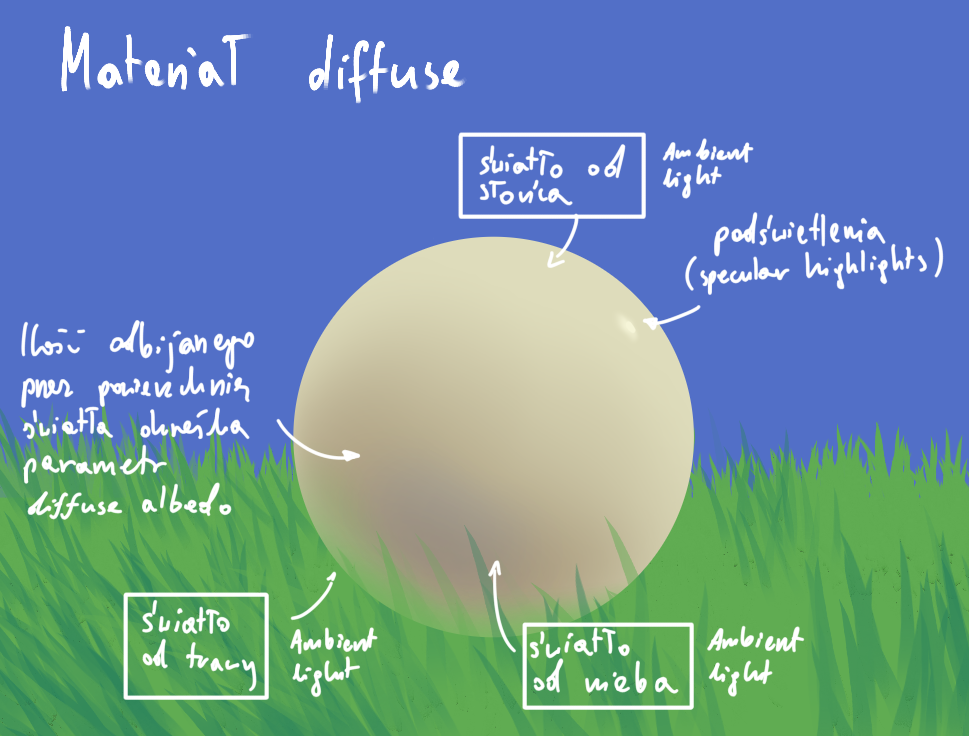 Materiał diffuse
światło od
słońca
Ambient
light
podświetlenia
(specular highlights)
Ilość odbijanego
przez powierzchnię
światła określa
parametr
diffuse albedo
światło
od trawy
Ambient
light
światło
od nieba
Ambient
light